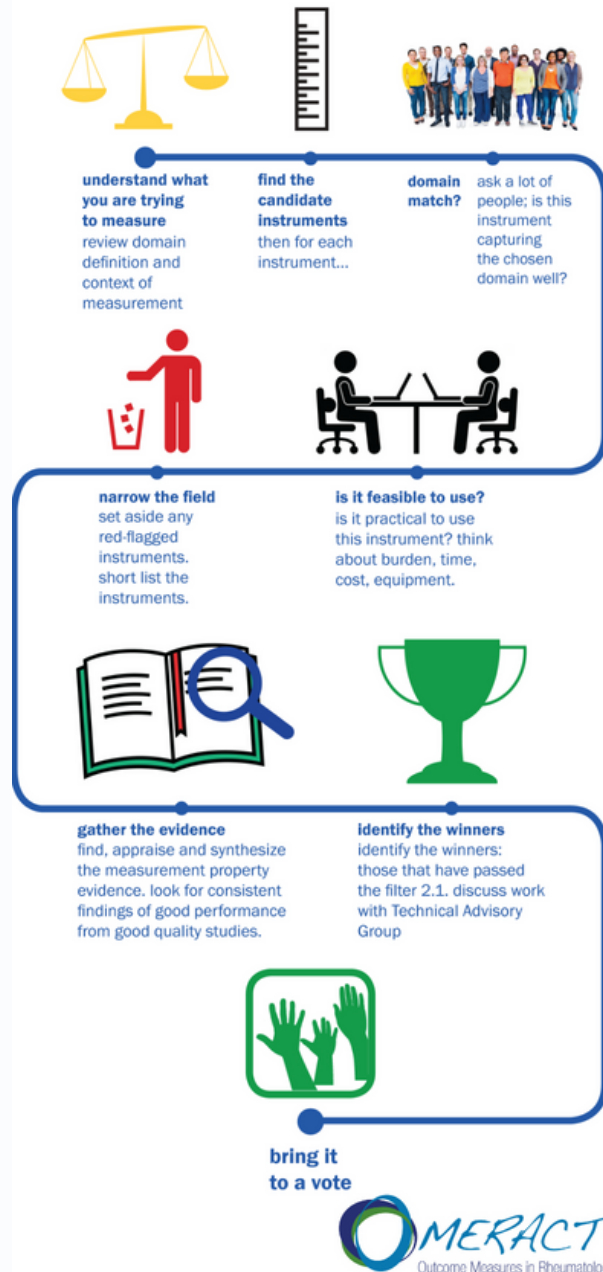 understand what
you are trying
to measure
review domain
definition and
context of
measurement
find the
candidate
instruments
then for each
instrument...
domain
match?
ask a lot of
people; is this
instrument
capturing
the chosen
domain well?
is it feasible to use?
is it practical to use
this instrument? think
about burden, time,
cost, equipment.
narrow the field
set aside any
red-flagged
instruments.
short list the
instruments.
gather the evidence
find, appraise and synthesize
the measurement property
evidence. look for consistent
findings of good performance
from good quality studies.
identify the winners
identify the winners:
those that have passed
the filter 2.1. discuss work
with Technical Advisory
Group
bring it
to a vote
OMERACT
Outcome Measures in